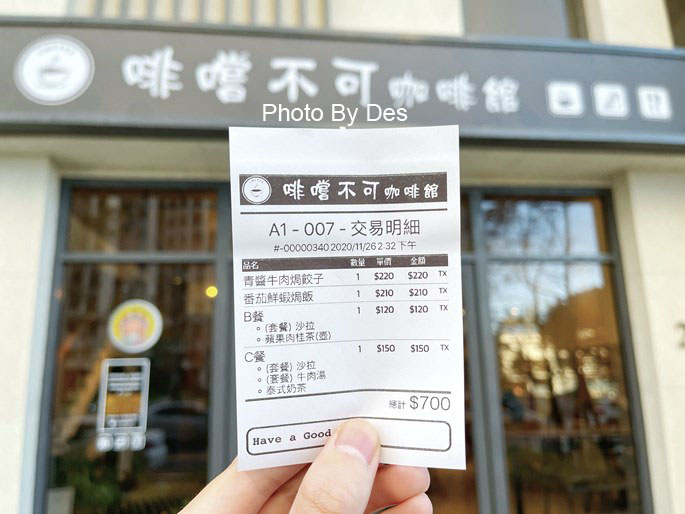 啡嚐不可咖啡館
Photo By Des
啡嚐不可咖啡館
A1 - 007 - 交易明細
#-00000340 2020/11/26 2:32 下午
品名 數量 單價 金額
青醬牛肉焗餃子 1 $220 $220 TX
番茄鮮蝦焗飯 1 $210 $210 TX
B餐 1 $120 $120 TX
(套餐) 沙拉
蘋果肉桂茶(壺)
C餐 1 $150 $150 TX
(套餐) 沙拉
(套餐) 牛肉湯
泰式奶茶
總計 $700
Have a Good